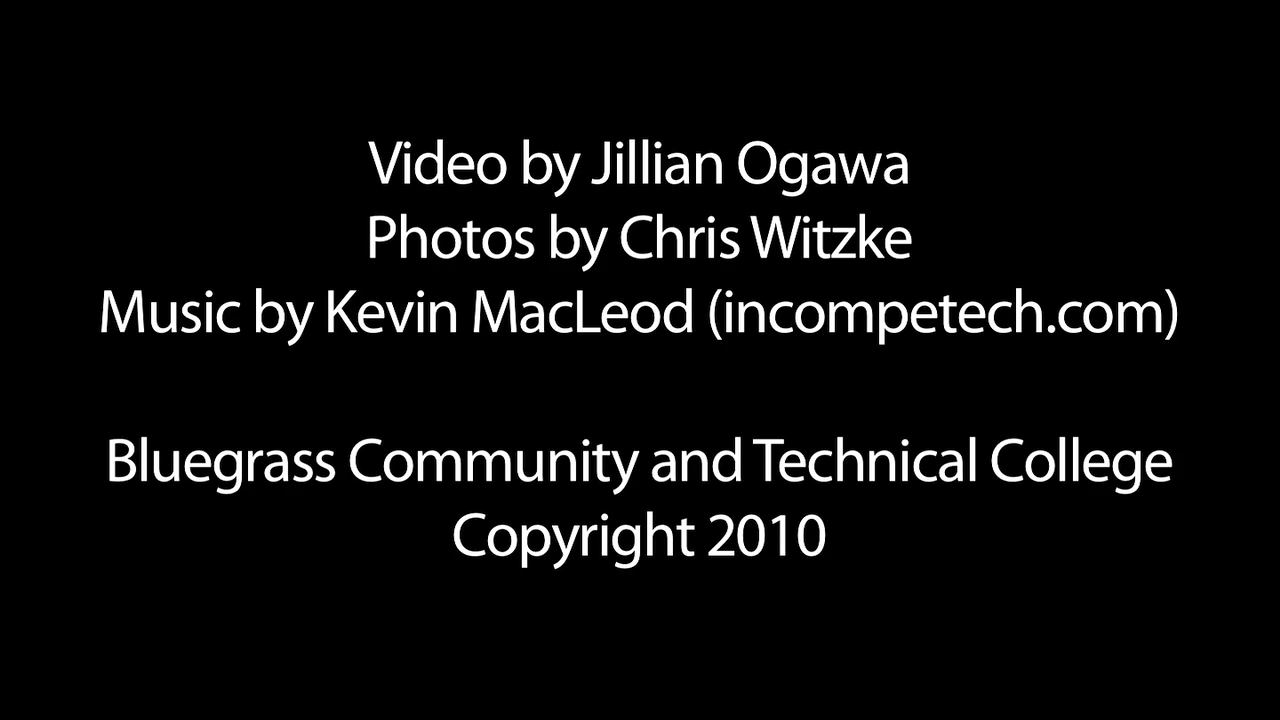 Video by Jillian Ogawa
Photos by Chris Witzke
Music by Kevin MacLeod (incompetech.com)
Bluegrass Community and Technical College
Copyright 2010